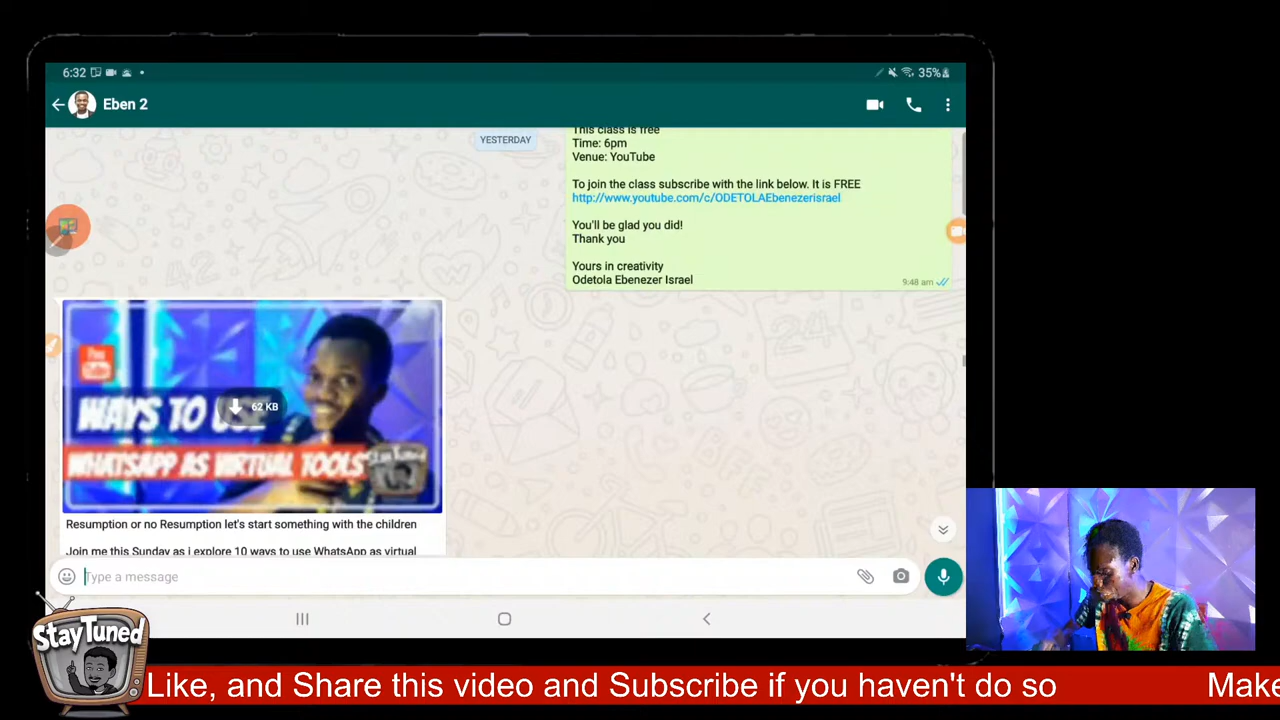 6:32
35%
Eben 2
This class is free
YESTERDAY
Time: 6pm
Venue: YouTube
To join the class subscribe with the link below. It is FREE
http://www.youtube.com/c/ODETOLAEbenezerisrael
You'll be glad you did!
Thank you
Yours in creativity
Odetola Ebenezer Israel
9:48 am
WAYS TO
62 KB
WHATSAPP AS VIRTUAL TOOLS
StayTuned
Resumption or no Resumption let's start something with the children
Join me this Sunday as i explore 10 ways to use WhatsApp as virtual
Type a message
StayTuned
Like, and Share this video and Subscribe if you haven't do so
Make